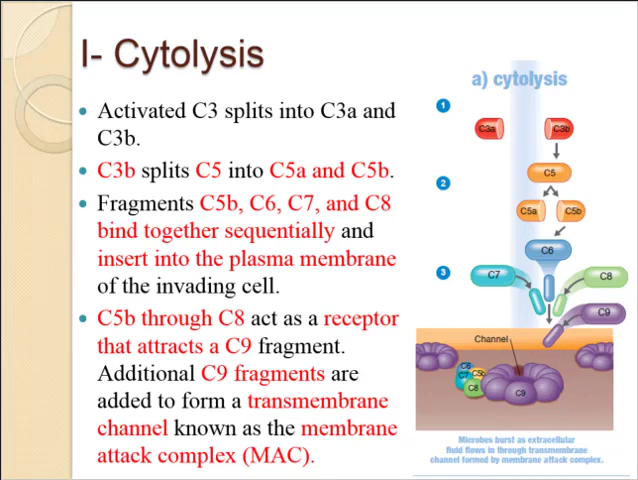 I- Cytolysis
• Activated C3 splits into C3a and
C3b.
• C3b splits C5 into C5a and C5b.
• Fragments C5b, C6, C7, and C8
bind together sequentially and
insert into the plasma membrane
of the invading cell.
• C5b through C8 act as a receptor
that attracts a C9 fragment.
Additional C9 fragments are
added to form a transmembrane
channel known as the membrane
attack complex (MAC).
a) cytolysis
1
C3a
C3b
C5
2
C5a
C5b
C6
3
C7
C8
C9
Channel
C6
C7
C5b
C8
C9
Microbes burst as extracellular
fluid flows in through transmembrane
channel formed by membrane attack complex.